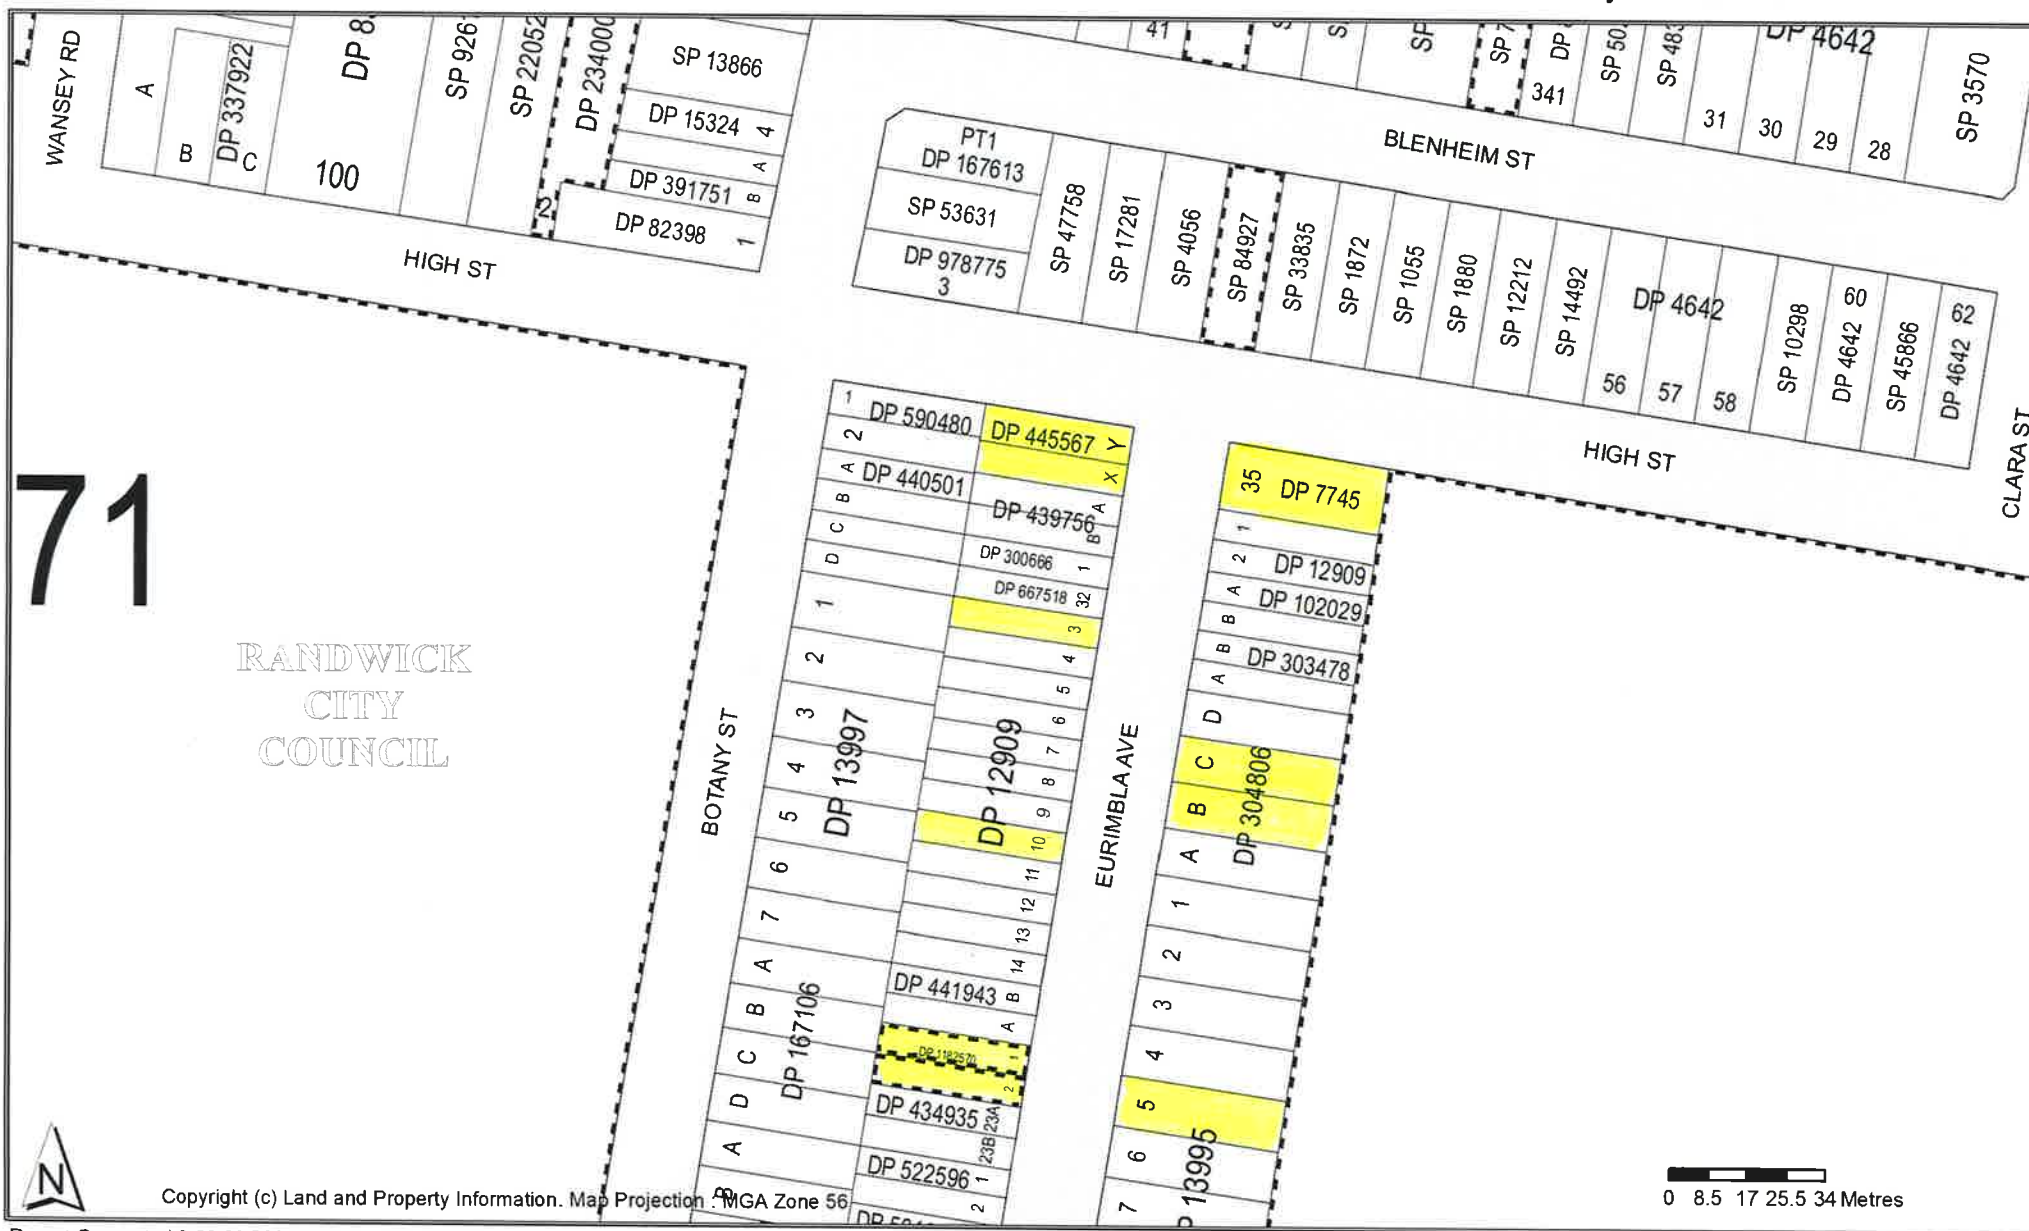 WANSEY RD
A
B
DP 337922
C
100
SP 22052
DP 234000
2
SP 13866
DP 15324 4
A
DP 391751 B
DP 82398 1
HIGH ST
41
341
31
30
29
28
DP 4642
SP 3570
BLENHEIM ST
PT1
DP 167613
SP 53631
DP 978775
3
SP 47758
SP 17281
SP 4056
SP 84927
SP 33835
SP 1872
SP 1055
SP 1880
SP 12212
SP 14492
DP 4642
56
57
58
SP 10298
60
DP 4642
SP 45866
62
DP 4642
CLARA ST
HIGH ST
71
RANDWICK
CITY
COUNCIL
BOTANY ST
1
DP 590480
2
A
DP 440501
B
C
D
1
2
3
4
5
6
7
DP 13997
A
B
C
D
DP 167106
A
B
DP 445567 Y
X
DP 439756 A
B
DP 300666 1
DP 667518 32
3
4
5
6
7
8
9
10
11
12
13
14
DP 12909
DP 441943 B
A
DP 1182570 1
2
DP 434935 23A
23B
DP 522596 1
2
EURIMBLA AVE
35 DP 7745
1
2 DP 12909
A DP 102029
B
B DP 303478
A
D
C
B
A
DP 304806
1
2
3
4
5
6
7
P 13995
N
Copyright (c) Land and Property Information. Map Projection : MGA Zone 56
0 8.5 17 25.5 34 Metres